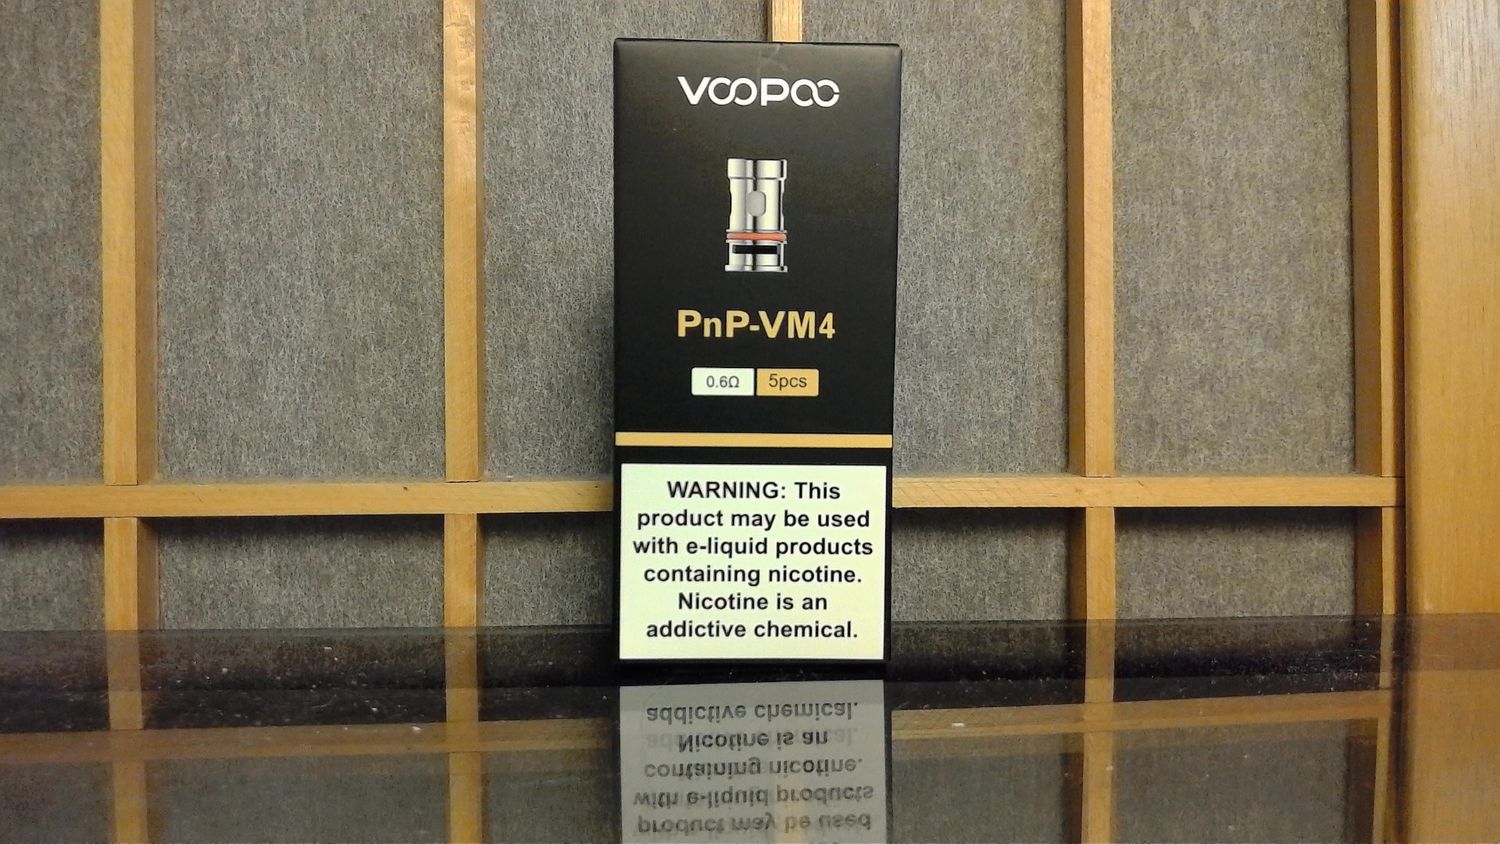 VOOPOO
PnP-VM4
0.6Ω 5pcs
WARNING: This
product may be used
with e-liquid products
containing nicotine.
Nicotine is an
addictive chemical.